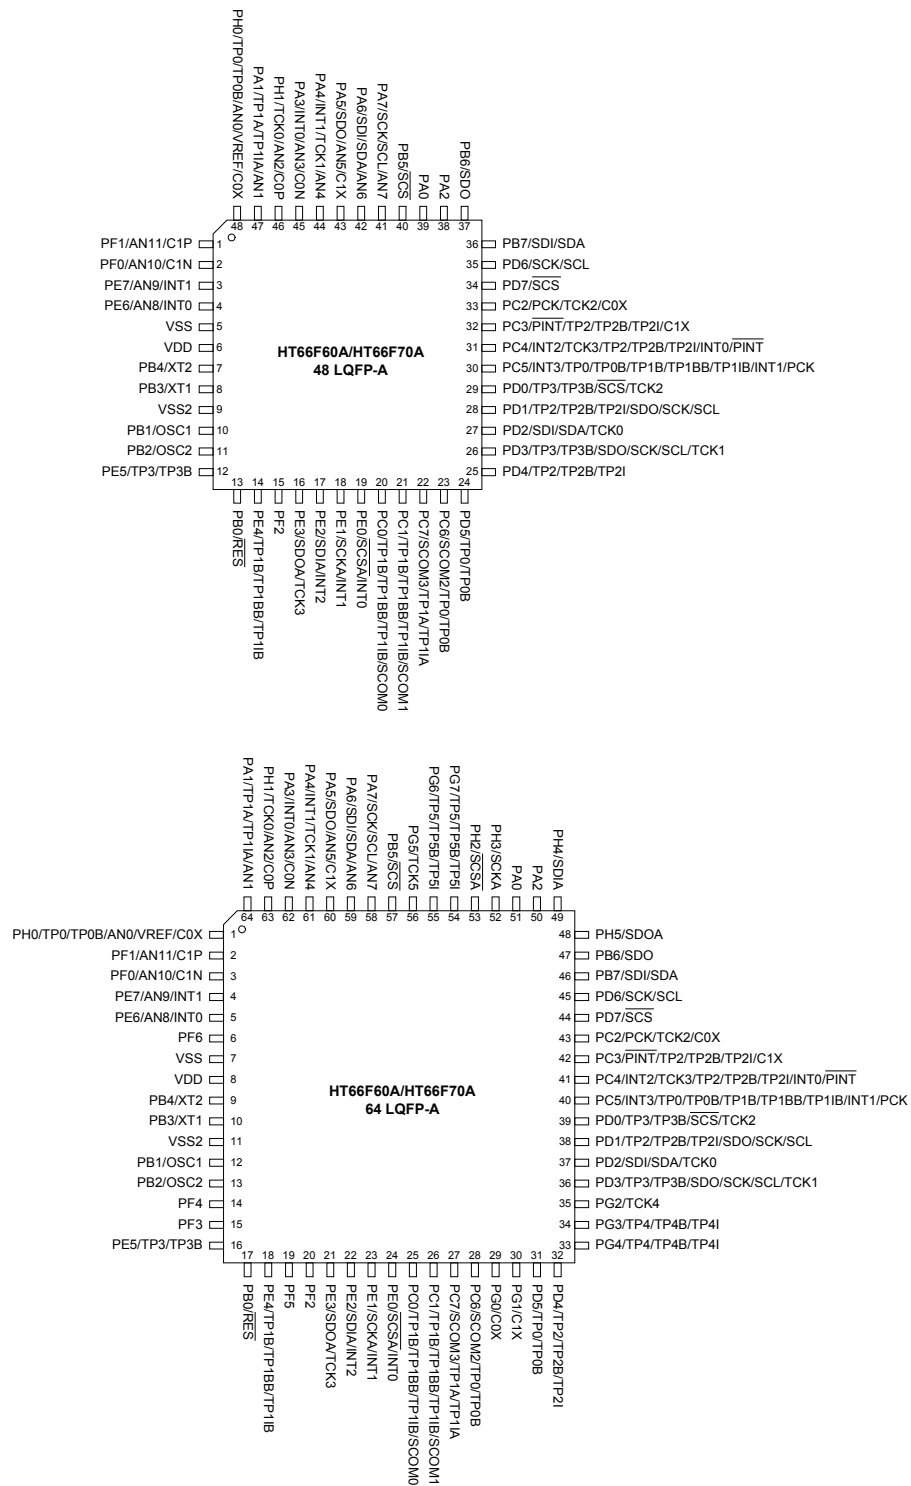 PH0/TP0/TP0B/AN0/VREF/C0X
PA1/TP1A/TP1IA/AN1
PH1/TCK0/AN2/C0P
PA3/INT0/AN3/C0N
PA4/INT1/TCK1/AN4
PA5/SDO/AN5/C1X
PA6/SDI/SDA/AN6
PA7/SCK/SCL/AN7
PB5/SCS
PA0
PA2
PB6/SDO
48 47 46 45 44 43 42 41 40 39 38 37
PF1/AN11/C1P 1
PF0/AN10/C1N 2
PE7/AN9/INT1 3
PE6/AN8/INT0 4
VSS 5
VDD 6
PB4/XT2 7
PB3/XT1 8
VSS2 9
PB1/OSC1 10
PB2/OSC2 11
PE5/TP3/TP3B 12
HT66F60A/HT66F70A
48 LQFP-A
36 PB7/SDI/SDA
35 PD6/SCK/SCL
34 PD7/SCS
33 PC2/PCK/TCK2/C0X
32 PC3/PINT/TP2/TP2B/TP2I/C1X
31 PC4/INT2/TCK3/TP2/TP2B/TP2I/INT0/PINT
30 PC5/INT3/TP0/TP0B/TP1B/TP1BB/TP1IB/INT1/PCK
29 PD0/TP3/TP3B/SCS/TCK2
28 PD1/TP2/TP2B/TP2I/SDO/SCK/SCL
27 PD2/SDI/SDA/TCK0
26 PD3/TP3/TP3B/SDO/SCK/SCL/TCK1
25 PD4/TP2/TP2B/TP2I
13 14 15 16 17 18 19 20 21 22 23 24
PB0/RES
PE4/TP1B/TP1BB/TP1IB
PF2
PE3/SDOA/TCK3
PE2/SDIA/INT2
PE1/SCKA/INT1
PE0/SCSA/INT0
PC0/TP1B/TP1BB/TP1IB/SCOM0
PC1/TP1B/TP1BB/TP1IB/SCOM1
PC7/SCOM3/TP1A/TP1IA
PC6/SCOM2/TP0/TP0B
PD5/TP0/TP0B
PA1/TP1A/TP1IA/AN1
PH1/TCK0/AN2/C0P
PA3/INT0/AN3/C0N
PA4/INT1/TCK1/AN4
PA5/SDO/AN5/C1X
PA6/SDI/SDA/AN6
PA7/SCK/SCL/AN7
PB5/SCS
PG5/TCK5
PG6/TP5/TP5B/TP5I
PG7/TP5/TP5B/TP5I
PH2/SCSA
PH3/SCKA
PA0
PA2
PH4/SDIA
64 63 62 61 60 59 58 57 56 55 54 53 52 51 50 49
PH0/TP0/TP0B/AN0/VREF/C0X 1
PF1/AN11/C1P 2
PF0/AN10/C1N 3
PE7/AN9/INT1 4
PE6/AN8/INT0 5
PF6 6
VSS 7
VDD 8
PB4/XT2 9
PB3/XT1 10
VSS2 11
PB1/OSC1 12
PB2/OSC2 13
PF4 14
PF3 15
PE5/TP3/TP3B 16
HT66F60A/HT66F70A
64 LQFP-A
48 PH5/SDOA
47 PB6/SDO
46 PB7/SDI/SDA
45 PD6/SCK/SCL
44 PD7/SCS
43 PC2/PCK/TCK2/C0X
42 PC3/PINT/TP2/TP2B/TP2I/C1X
41 PC4/INT2/TCK3/TP2/TP2B/TP2I/INT0/PINT
40 PC5/INT3/TP0/TP0B/TP1B/TP1BB/TP1IB/INT1/PCK
39 PD0/TP3/TP3B/SCS/TCK2
38 PD1/TP2/TP2B/TP2I/SDO/SCK/SCL
37 PD2/SDI/SDA/TCK0
36 PD3/TP3/TP3B/SDO/SCK/SCL/TCK1
35 PG2/TCK4
34 PG3/TP4/TP4B/TP4I
33 PG4/TP4/TP4B/TP4I
17 18 19 20 21 22 23 24 25 26 27 28 29 30 31 32
PB0/RES
PE4/TP1B/TP1BB/TP1IB
PF5
PF2
PE3/SDOA/TCK3
PE2/SDIA/INT2
PE1/SCKA/INT1
PE0/SCSA/INT0
PC0/TP1B/TP1BB/TP1IB/SCOM0
PC1/TP1B/TP1BB/TP1IB/SCOM1
PC7/SCOM3/TP1A/TP1IA
PC6/SCOM2/TP0/TP0B
PG0/C0X
PG1/C1X
PD5/TP0/TP0B
PD4/TP2/TP2B/TP2I